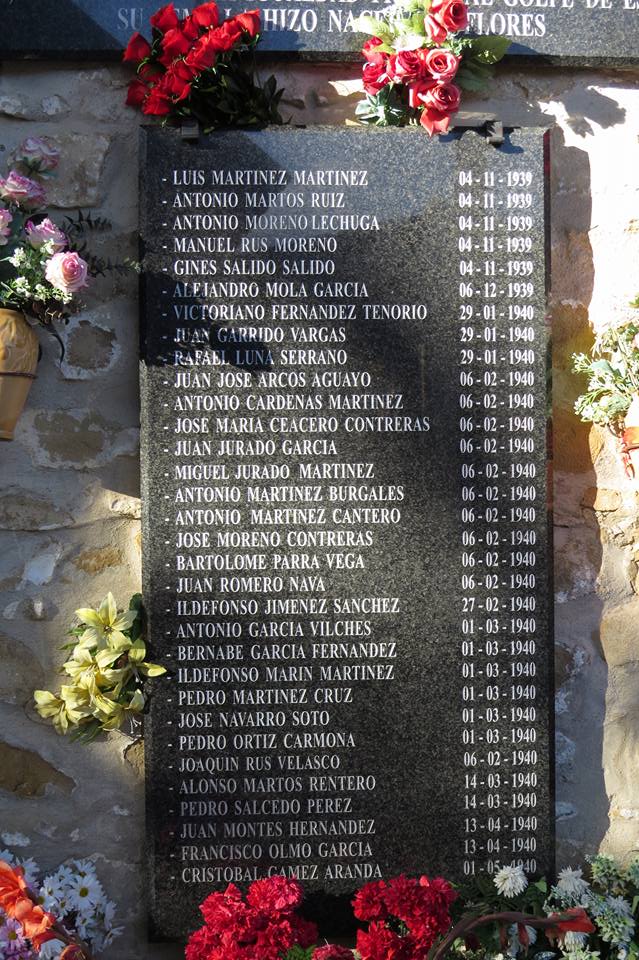 GOLPE DE
SU HIZO FLORES
- LUIS MARTINEZ MARTINEZ 04-11-1939
- ANTONIO MARTOS RUIZ 04-11-1939
- ANTONIO MORENO LECHUGA 04-11-1939
- MANUEL RUS MORENO 04-11-1939
- GINES SALIDO SALIDO 04-11-1939
- ALEJANDRO MOLA GARCIA 06-12-1939
- VICTORIANO FERNANDEZ TENORIO 29-01-1940
- JUAN GARRIDO VARGAS 29-01-1940
- RAFAEL LUNA SERRANO 29-01-1940
- JUAN JOSE ARCOS AGUAYO 06-02-1940
- ANTONIO CARDENAS MARTINEZ 06-02-1940
- JOSE MARIA CEACERO CONTRERAS 06-02-1940
- JUAN JURADO GARCIA 06-02-1940
- MIGUEL JURADO MARTINEZ 06-02-1940
- ANTONIO MARTINEZ BURGALES 06-02-1940
- ANTONIO MARTINEZ CANTERO 06-02-1940
- JOSE MORENO CONTRERAS 06-02-1940
- BARTOLOME PARRA VEGA 06-02-1940
- JUAN ROMERO NAVA 06-02-1940
- ILDEFONSO JIMENEZ SANCHEZ 27-02-1940
- ANTONIO GARCIA VILCHES 01-03-1940
- BERNABE GARCIA FERNANDEZ 01-03-1940
- ILDEFONSO MARIN MARTINEZ 01-03-1940
- PEDRO MARTINEZ CRUZ 01-03-1940
- JOSE NAVARRO SOTO 01-03-1940
- PEDRO ORTIZ CARMONA 01-03-1940
- JOAQUIN RUS VELASCO 06-02-1940
- ALONSO MARTOS RENTERO 14-03-1940
- PEDRO SALCEDO PEREZ 14-03-1940
- JUAN MONTES HERNANDEZ 13-04-1940
- FRANCISCO OLMO GARCIA 13-04-1940
- CRISTOBAL GAMEZ ARANDA 01-05-1940